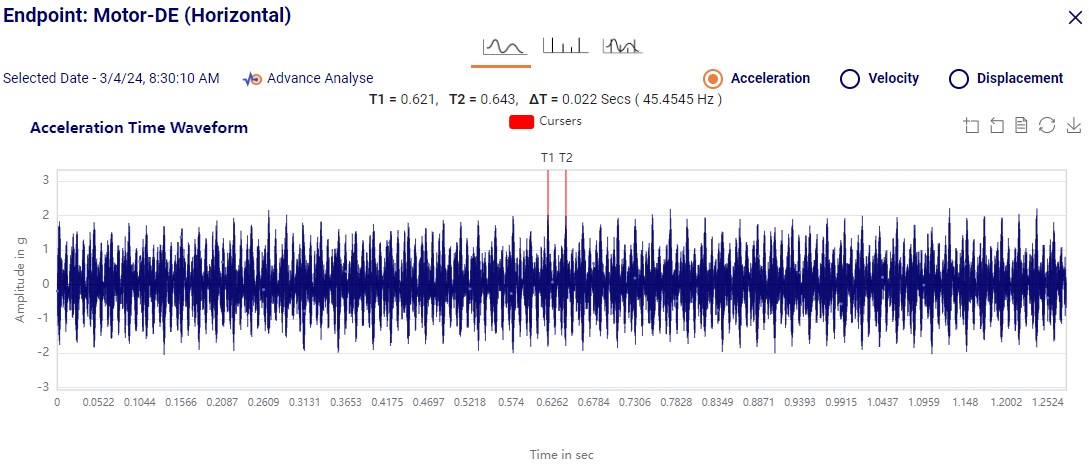 Endpoint: Motor-DE (Horizontal)
Selected Date - 3/4/24, 8:30:10 AM Advance Analyse Acceleration Velocity Displacement
T1 = 0.621, T2 = 0.643, ΔT = 0.022 Secs ( 45.4545 Hz )
Cursers
Acceleration Time Waveform
T1 T2
3
2
1
0
-1
-2
-3
Amplitude in g
0 0.0522 0.1044 0.1566 0.2087 0.2609 0.3131 0.3653 0.4175 0.4697 0.5218 0.574 0.6262 0.6784 0.7306 0.7828 0.8349 0.8871 0.9393 0.9915 1.0437 1.0959 1.148 1.2002 1.2524
Time in sec